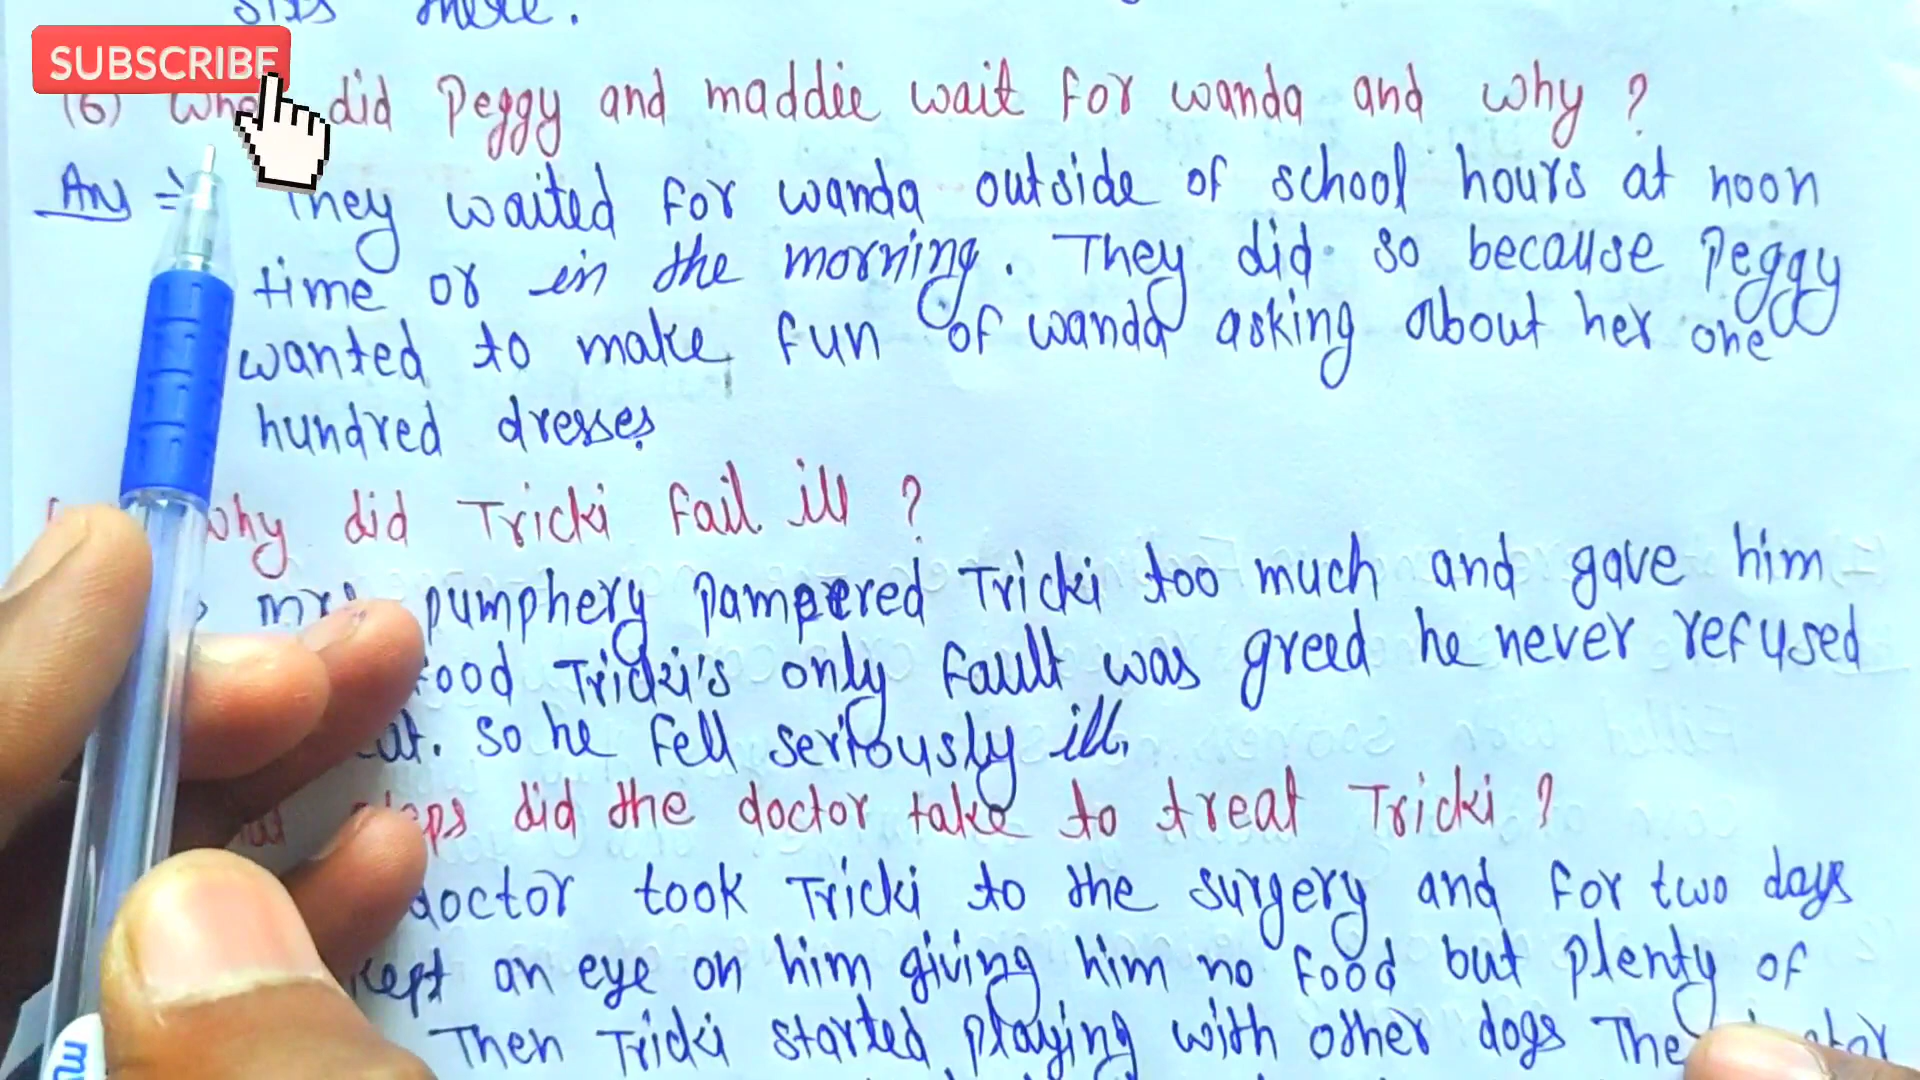 SUBSCRIBE
(6) did Peggy and maddie wait for wanda and why ?
Ans ⇒ They waited for wanda outside of school hours at noon
time or in the morning. They did so because Peggy
wanted to make fun of wanda asking about her one
hundred dresses
why did Tricki fail ill ?
mrs pumphery pampered Tricki too much and gave him
food Tricki's only fault was greed he never refused
eat. so he fell seriously ill.
steps did the doctor take to treat Tricki ?
doctor took Tricki to the surgery and for two days
kept an eye on him giving him no food but plenty of
Then Tricki started playing with other dogs The